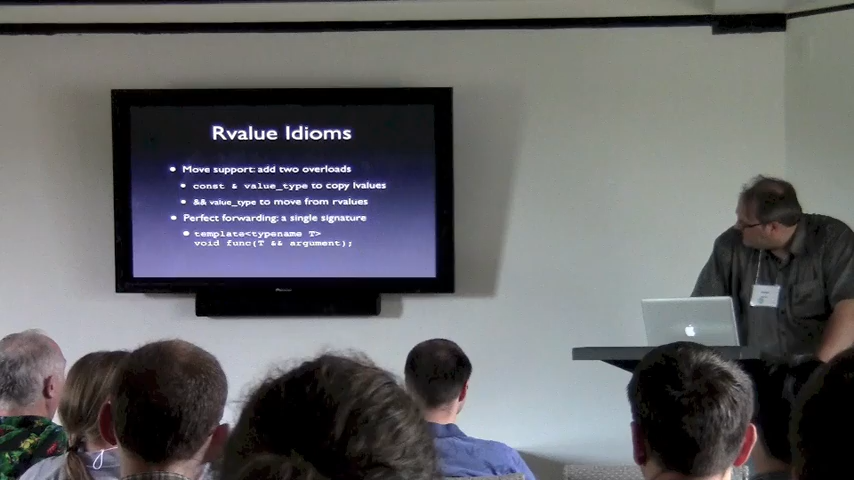 Rvalue Idioms
• Move support: add two overloads
• const & value_type to copy lvalues
• && value_type to move from rvalues
• Perfect forwarding: a single signature
• template<typename T>
void func(T && argument);